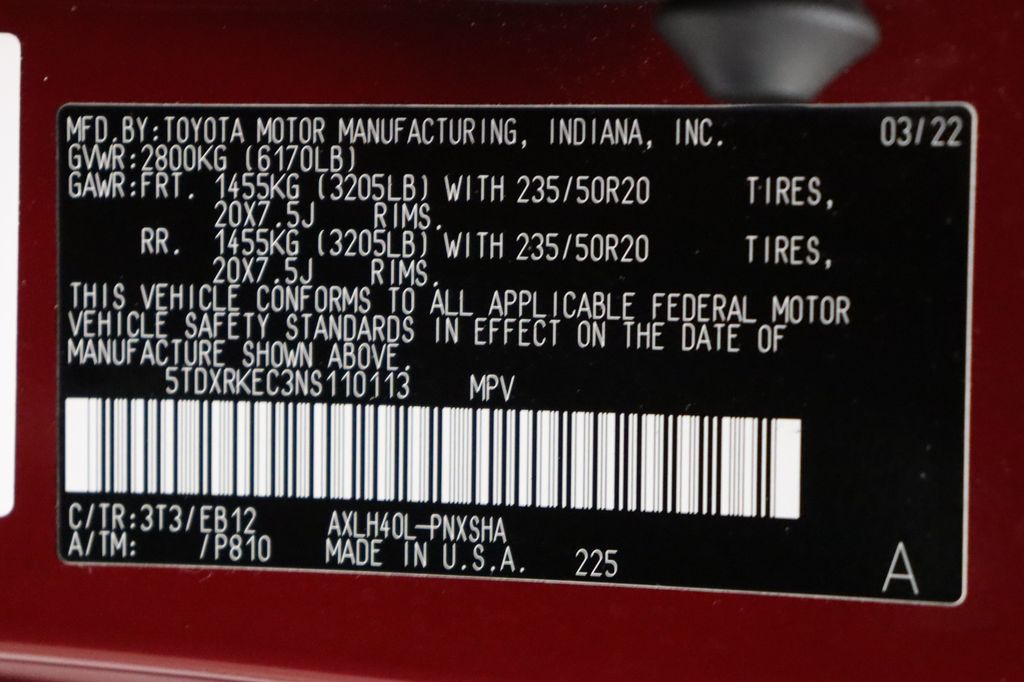 MFD.BY:TOYOTA MOTOR MANUFACTURING, INDIANA, INC. 03/22
GVWR:2800KG (6170LB)
GAWR:FRT. 1455KG (3205LB) WITH 235/50R20 TIRES,
20X7.5J RIMS.
RR. 1455KG (3205LB) WITH 235/50R20 TIRES,
20X7.5J RIMS.
THIS VEHICLE CONFORMS TO ALL APPLICABLE FEDERAL MOTOR
VEHICLE SAFETY STANDARDS IN EFFECT ON THE DATE OF
MANUFACTURE SHOWN ABOVE.
5TDXRKEC3NS110113 MPV
C/TR:3T3/EB12 AXLH40L-PNXSHA
A/TM: /P810 MADE IN U.S.A. 225
A